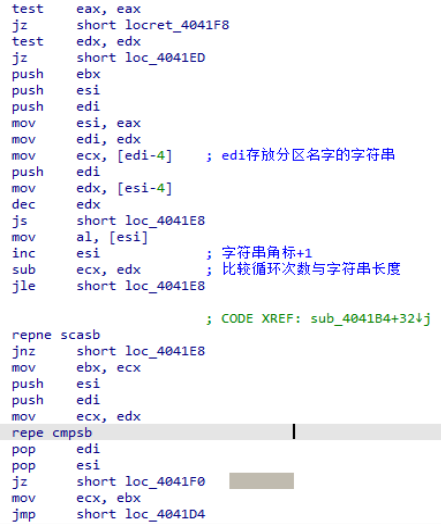 test eax, eax
jz short locret_4041F8
test edx, edx
jz short loc_4041ED
push ebx
push esi
push edi
mov esi, eax
mov edi, edx
mov ecx, [edi-4] ; edi存放分区名字的字符串
push edi
mov edx, [esi-4]
dec edx
js short loc_4041E8
mov al, [esi]
inc esi ; 字符串角标+1
sub ecx, edx ; 比较循环次数与字符串长度
jle short loc_4041E8
; CODE XREF: sub_4041B4+32↓j
repne scasb
jnz short loc_4041E8
mov ebx, ecx
push esi
push edi
mov ecx, edx
repe cmpsb
pop edi
pop esi
jz short loc_4041F0
mov ecx, ebx
jmp short loc_4041D4